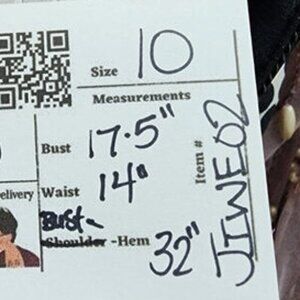 Size 10
Measurements
Bust 17.5"
Waist 14"
Bust-
Shoulder -Hem 32"
Item # JIWE02
elivery